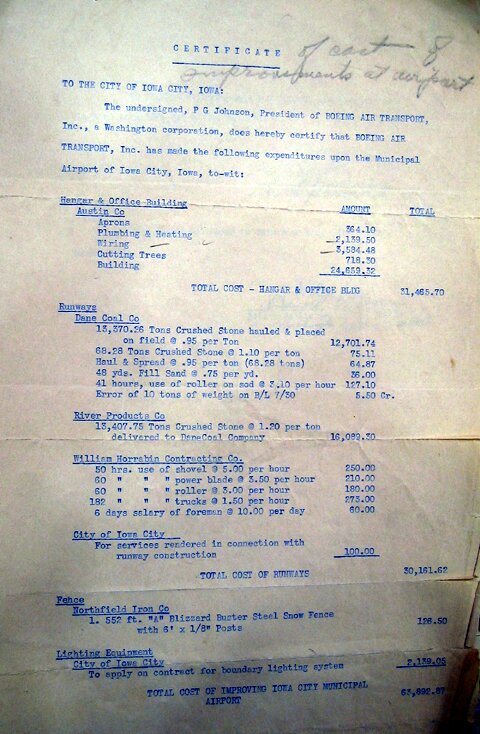 CERTIFICATE of cost of
improvements at airport
TO THE CITY OF IOWA CITY, IOWA:
The undersigned, P G Johnson, President of BOEING AIR TRANSPORT,
Inc., a Washington corporation, does hereby certify that BOEING AIR
TRANSPORT, Inc. has made the following expenditures upon the Municipal
Airport of Iowa City, Iowa, to-wit:
Hangar & Office Building AMOUNT TOTAL
Austin Co
Aprons 364.10
Plumbing & Heating 2,139.50
Wiring 3,584.48
Cutting Trees 718.30
Building 24,659.32
TOTAL COST - HANGAR & OFFICE BLDG 31,465.70
Runways
Dane Coal Co
13,370.26 Tons Crushed Stone hauled & placed
on field @ .95 per Ton 12,701.74
68.28 Tons Crushed Stone @ 1.10 per ton 75.11
Haul & Spread @ .95 per ton (68.28 tons) 64.87
48 yds. Fill Sand @ .75 per yd. 36.00
41 hours, use of roller on sod @ 3.10 per hour 127.10
Error of 10 tons of weight on B/L 7/30 5.50 Cr.
River Products Co
13,407.75 Tons Crushed Stone @ 1.20 per ton
delivered to DaneCoal Company 16,089.30
William Horrabin Contracting Co.
50 hrs. use of shovel @ 5.00 per hour 250.00
60 " " " power blade @ 3.50 per hour 210.00
60 " " " roller @ 3.00 per hour 180.00
182 " " " trucks @ 1.50 per hour 273.00
6 days salary of foreman @ 10.00 per day 60.00
City of Iowa City
For services rendered in connection with
runway construction 100.00
TOTAL COST OF RUNWAYS 30,161.62
Fehce
Northfield Iron Co
1. 552 ft. "A" Blizzard Buster Steel Snow Fence
with 6' x 1/8" Posts 126.50
Lighting Equipment
City of Iowa City 2,139.05
To apply on contract for boundary lighting system
TOTAL COST OF IMPROVING IOWA CITY MUNICIPAL 63,892.87
AIRPORT